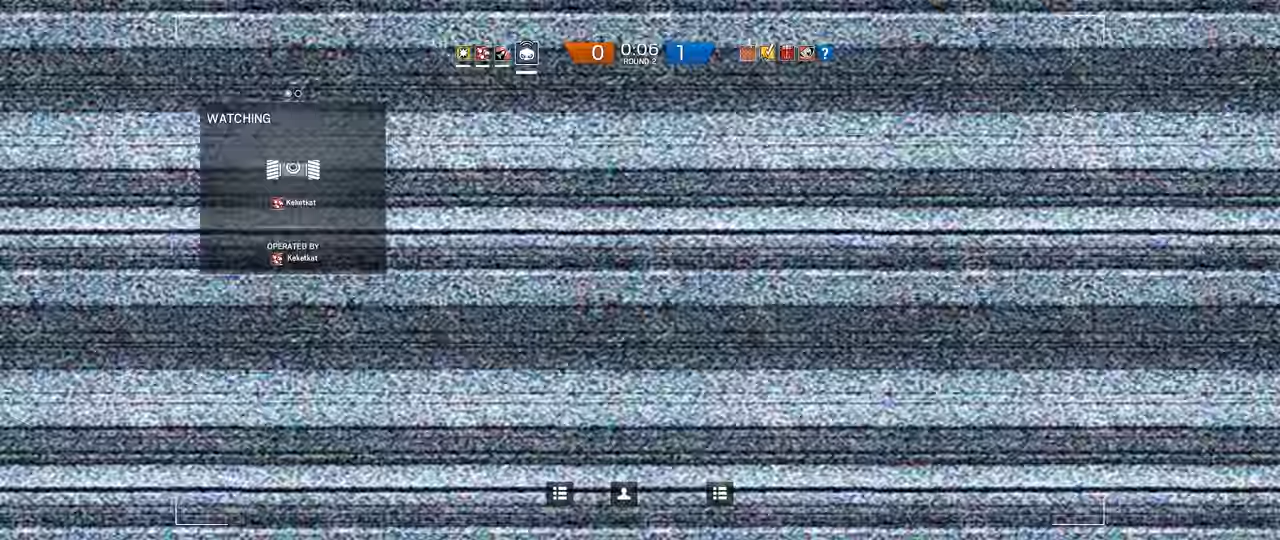 0 0:06 1 ?
ROUND 2
WATCHING
Keketkat
OPERATED BY
Keketkat